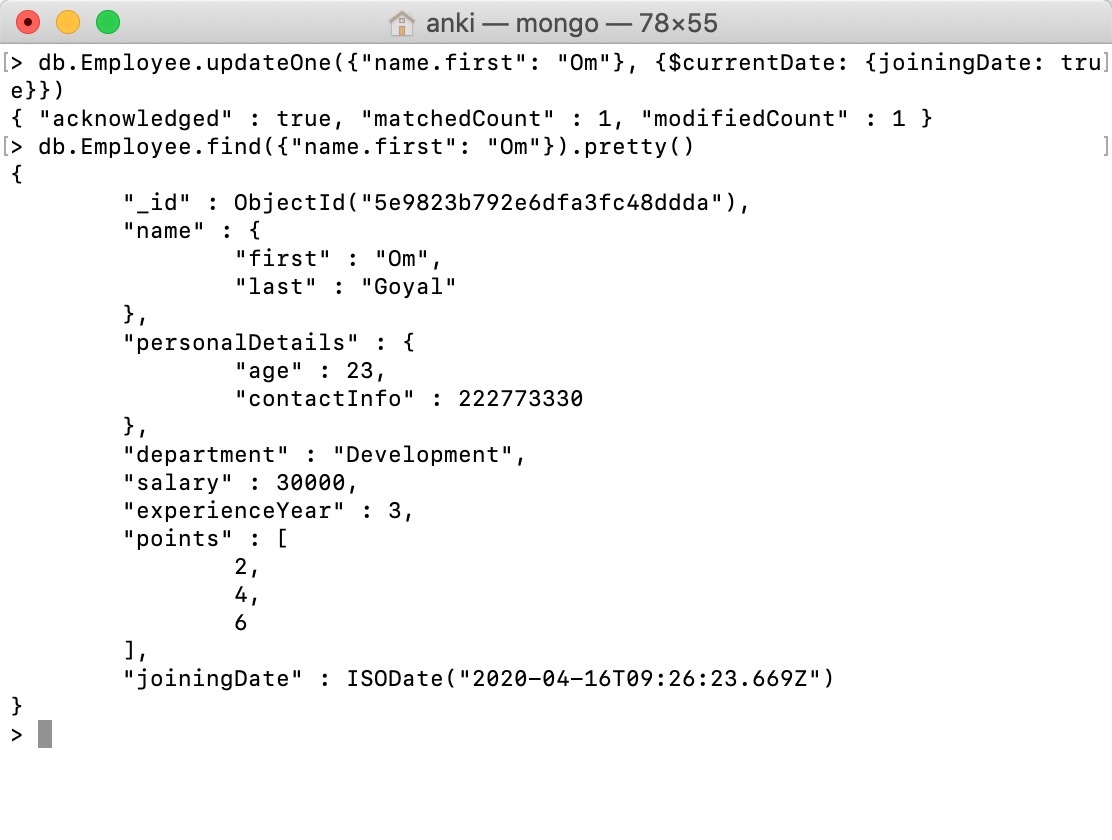 anki — mongo — 78×55
[> db.Employee.updateOne({"name.first": "Om"}, {$currentDate: {joiningDate: tru]
e}})
{ "acknowledged" : true, "matchedCount" : 1, "modifiedCount" : 1 }
[> db.Employee.find({"name.first": "Om"}).pretty() ]
{
"_id" : ObjectId("5e9823b792e6dfa3fc48ddda"),
"name" : {
"first" : "Om",
"last" : "Goyal"
},
"personalDetails" : {
"age" : 23,
"contactInfo" : 222773330
},
"department" : "Development",
"salary" : 30000,
"experienceYear" : 3,
"points" : [
2,
4,
6
],
"joiningDate" : ISODate("2020-04-16T09:26:23.669Z")
}
>